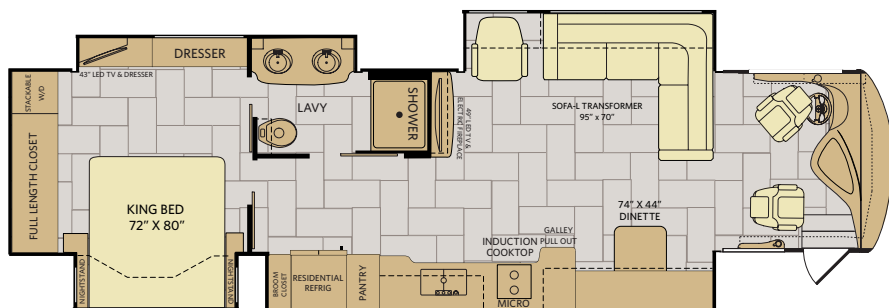 DRESSER
43" LED TV & DRESSER
STACKABLE
W/D
FULL LENGTH CLOSET
KING BED
72" X 80"
NIGHTSTAND
NIGHTSTAND
LAVY
SHOWER
49" LED TV &
ELECTRIC FIREPLACE
SOFA-L TRANSFORMER
95" x 70"
74" X 44"
DINETTE
GALLEY
PULL OUT
INDUCTION
COOKTOP
MICRO
PANTRY
RESIDENTIAL
REFRIG
BROOM
CLOSET